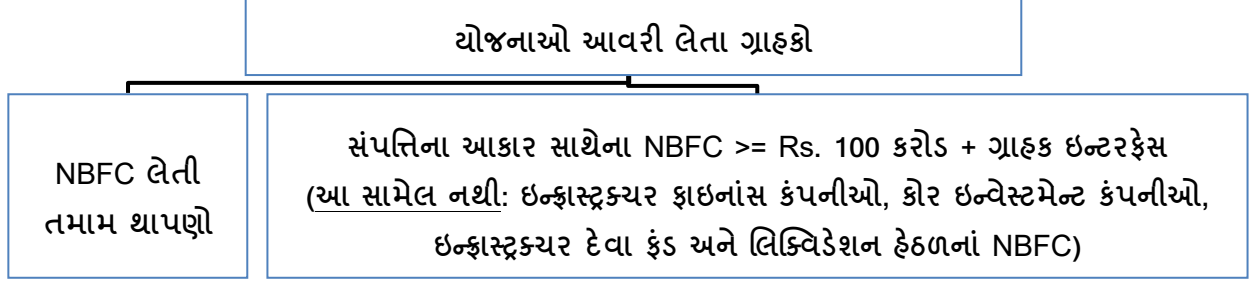 યોજનાઓ આવરી લેતા ગ્રાહકો
NBFC લેતી
તમામ થાપણો
સંપત્તિના આકાર સાથેના NBFC >= Rs. 100 કરોડ + ગ્રાહક ઇન્ટરફેસ
(આ સામેલ નથી: ઇન્ફ્રાસ્ટ્રક્ચર ફાઇનાંસ કંપનીઓ, કોર ઇન્વેસ્ટમેન્ટ કંપનીઓ,
ઇન્ફ્રાસ્ટ્રક્ચર દેવા ફંડ અને લિક્વિડેશન હેઠળનાં NBFC)